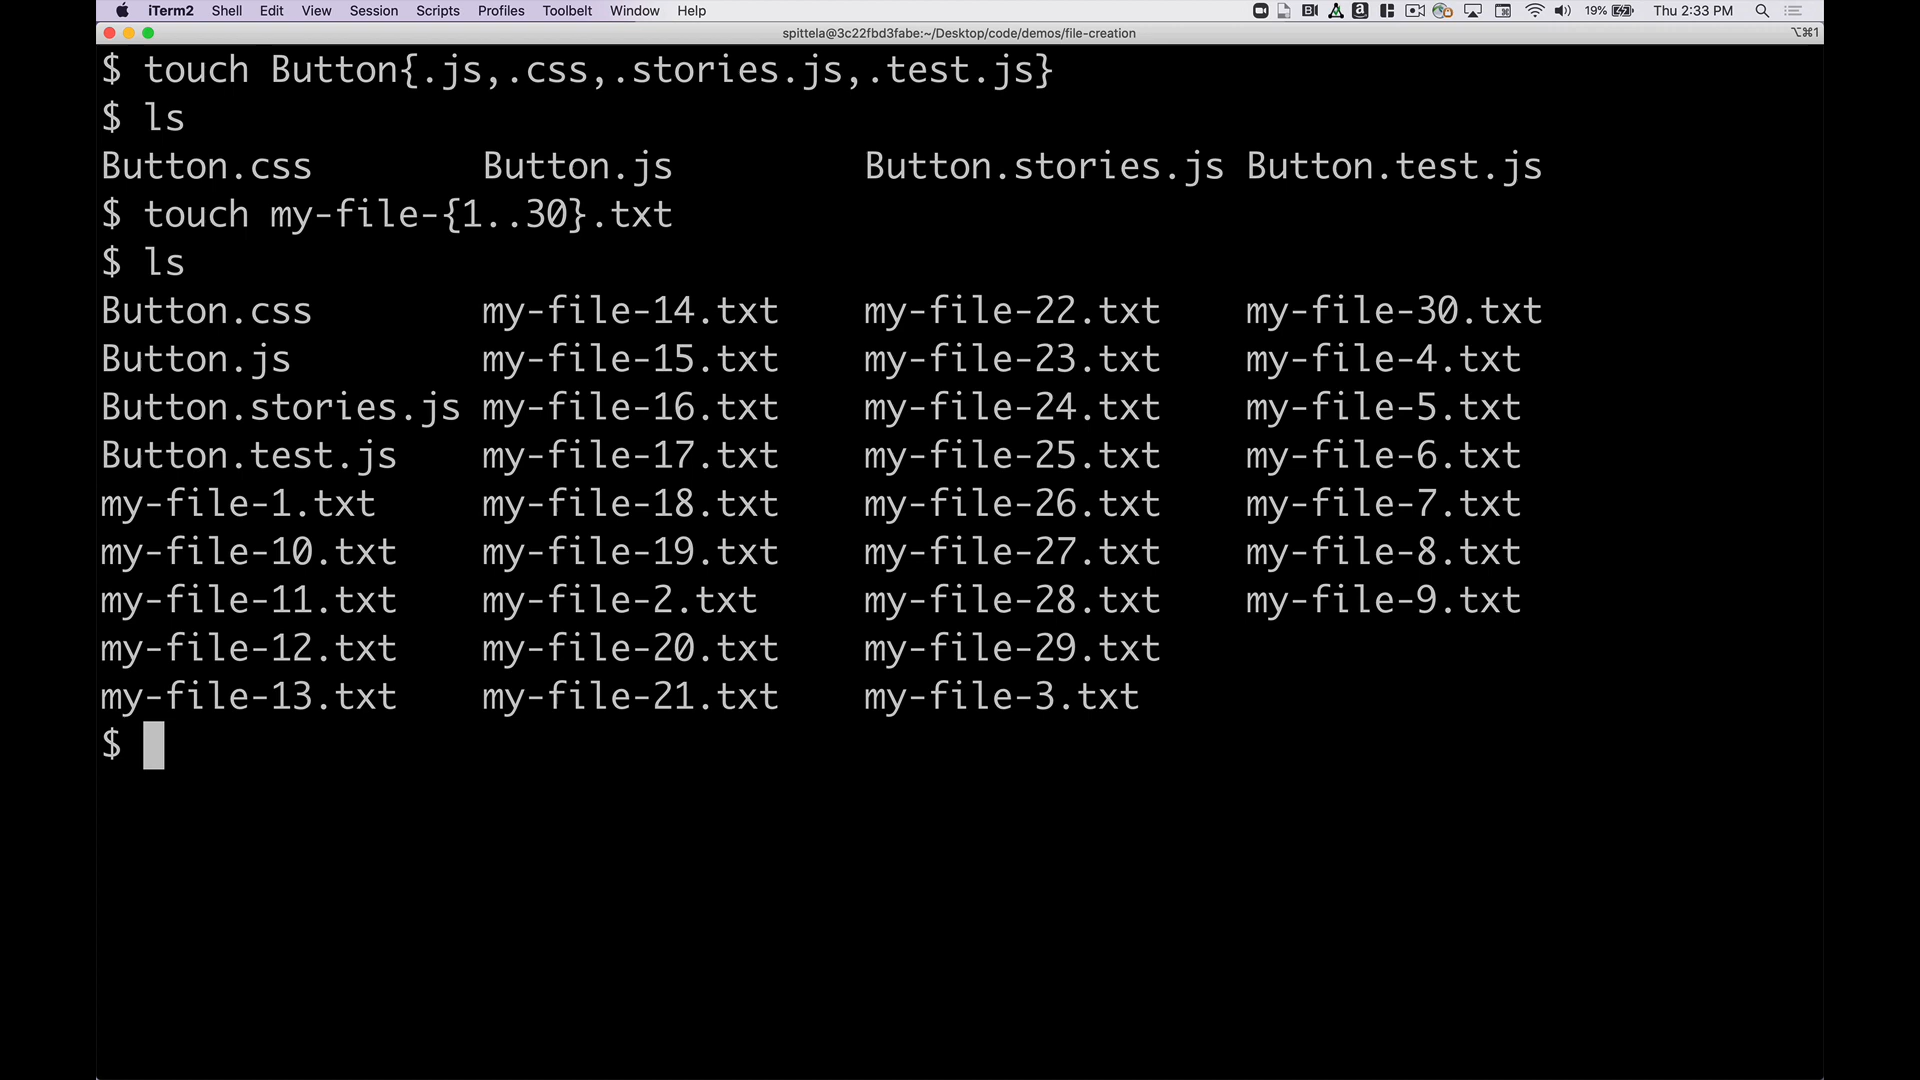 iTerm2 Shell Edit View Session Scripts Profiles Toolbelt Window Help 19% Thu 2:33 PM
spittela@3c22fbd3fabe:~/Desktop/code/demos/file-creation ⌥⌘1
$ touch Button{.js,.css,.stories.js,.test.js}
$ ls
Button.css Button.js Button.stories.js Button.test.js
$ touch my-file-{1..30}.txt
$ ls
Button.css my-file-14.txt my-file-22.txt my-file-30.txt
Button.js my-file-15.txt my-file-23.txt my-file-4.txt
Button.stories.js my-file-16.txt my-file-24.txt my-file-5.txt
Button.test.js my-file-17.txt my-file-25.txt my-file-6.txt
my-file-1.txt my-file-18.txt my-file-26.txt my-file-7.txt
my-file-10.txt my-file-19.txt my-file-27.txt my-file-8.txt
my-file-11.txt my-file-2.txt my-file-28.txt my-file-9.txt
my-file-12.txt my-file-20.txt my-file-29.txt
my-file-13.txt my-file-21.txt my-file-3.txt
$